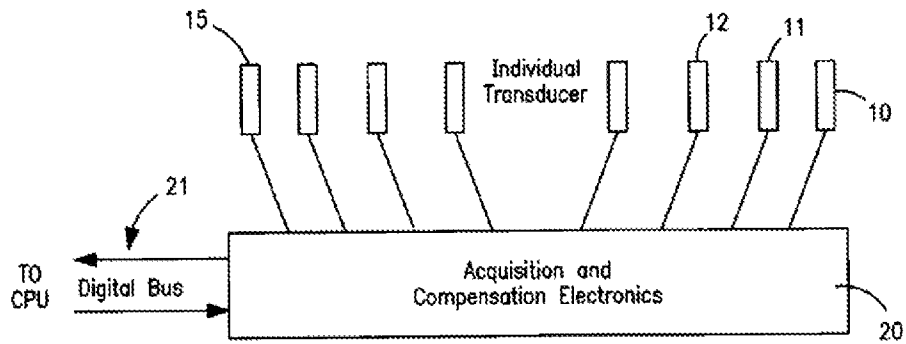 15
12
11
Individual
Transducer
10
21
TO
CPU
Digital Bus
Acquisition and
Compensation Electronics
20